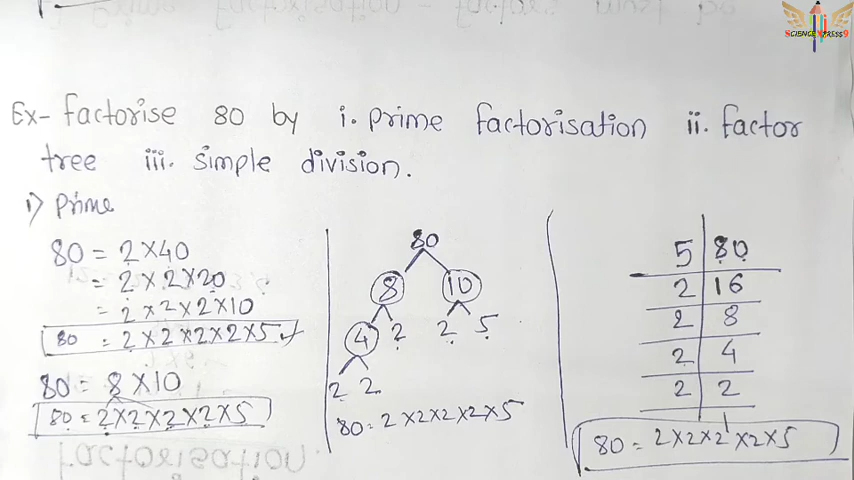 SCIENCEXPRESS9
Ex- factorise 80 by i. prime factorisation ii. factor
tree iii. simple division.
i) Prime
80 = 2×40
= 2×2×20
= 2×2×2×10
80 = 2×2×2×2×5
80 = 8×10
80 = 2×2×2×2×5
80
8 10
4 2 2 5
2 2
80 = 2×2×2×2×5
5 | 80
2 | 16
2 | 8
2 | 4
2 | 2
1
80 = 2×2×2×2×5
factorisation.